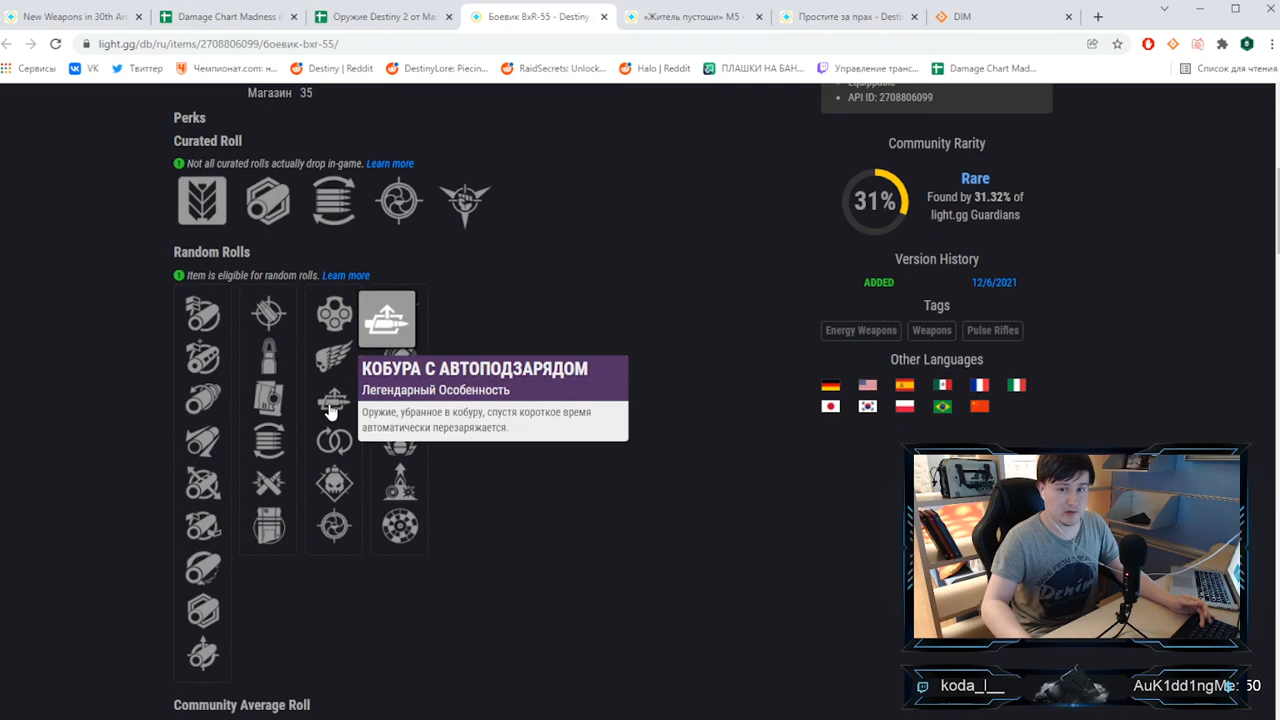 New Weapons in 30th An
Damage Chart Madness (
Оружие Destiny 2 от Ma
Боевик BxR-55 - Destiny
«Житель пустоши» M5 -
Простите за прах - Destin
DIM
light.gg/db/ru/items/2708806099/боевик-bxr-55/
Сервисы
VK
Твиттер
Чемпионат.com: н...
Destiny | Reddit
DestinyLore: Piecin...
RaidSecrets: Unlock...
Halo | Reddit
ПЛАШКИ НА БАН...
Управление транс...
Damage Chart Mad...
Список для чтения
Магазин 35
Equippable
API ID: 2708806099
Perks
Curated Roll
Not all curated rolls actually drop in-game. Learn more
Random Rolls
Item is eligible for random rolls. Learn more
КОБУРА С АВТОПОДЗАРЯДОМ
Легендарный Особенность
Оружие, убранное в кобуру, спустя короткое время
автоматически перезаряжается.
Community Average Roll
Community Rarity
31%
Rare
Found by 31.32% of
light.gg Guardians
Version History
ADDED 12/6/2021
Tags
Energy Weapons
Weapons
Pulse Rifles
Other Languages
koda_|__
AuK1dd1ngMe: 50